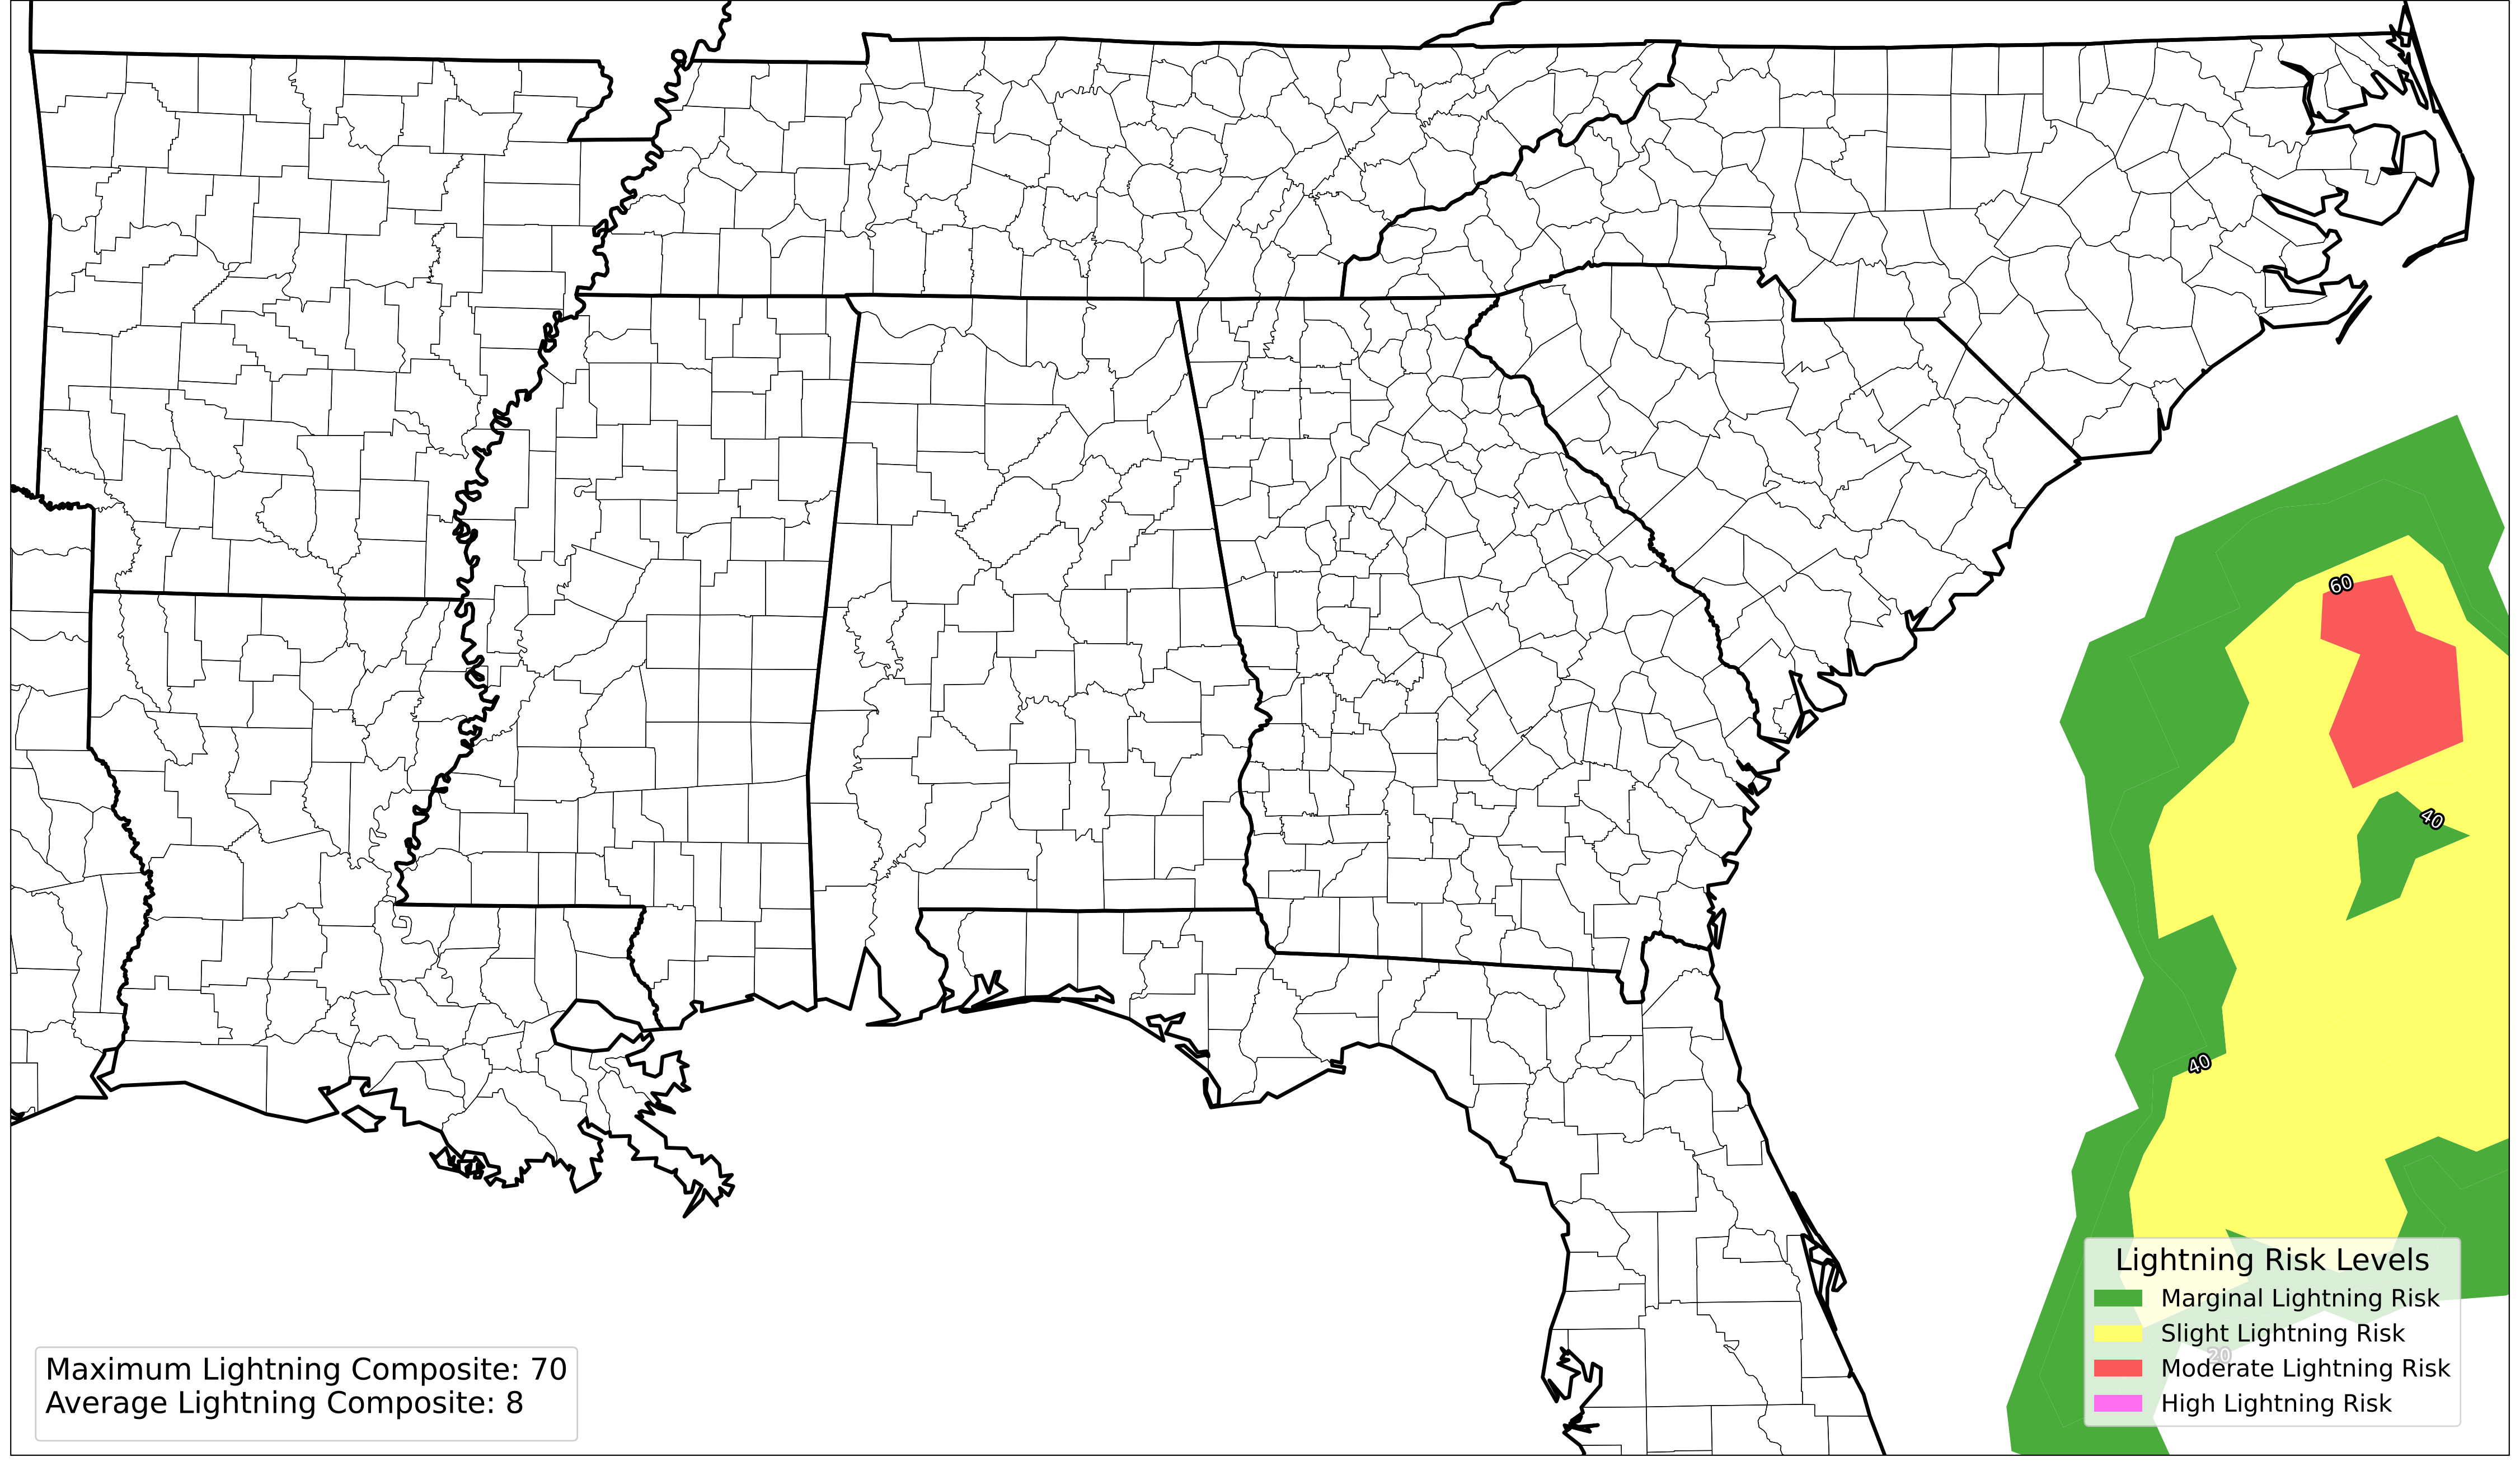 60
40
40
Lightning Risk Levels
Marginal Lightning Risk
Slight Lightning Risk
20
Moderate Lightning Risk
High Lightning Risk
Maximum Lightning Composite: 70
Average Lightning Composite: 8